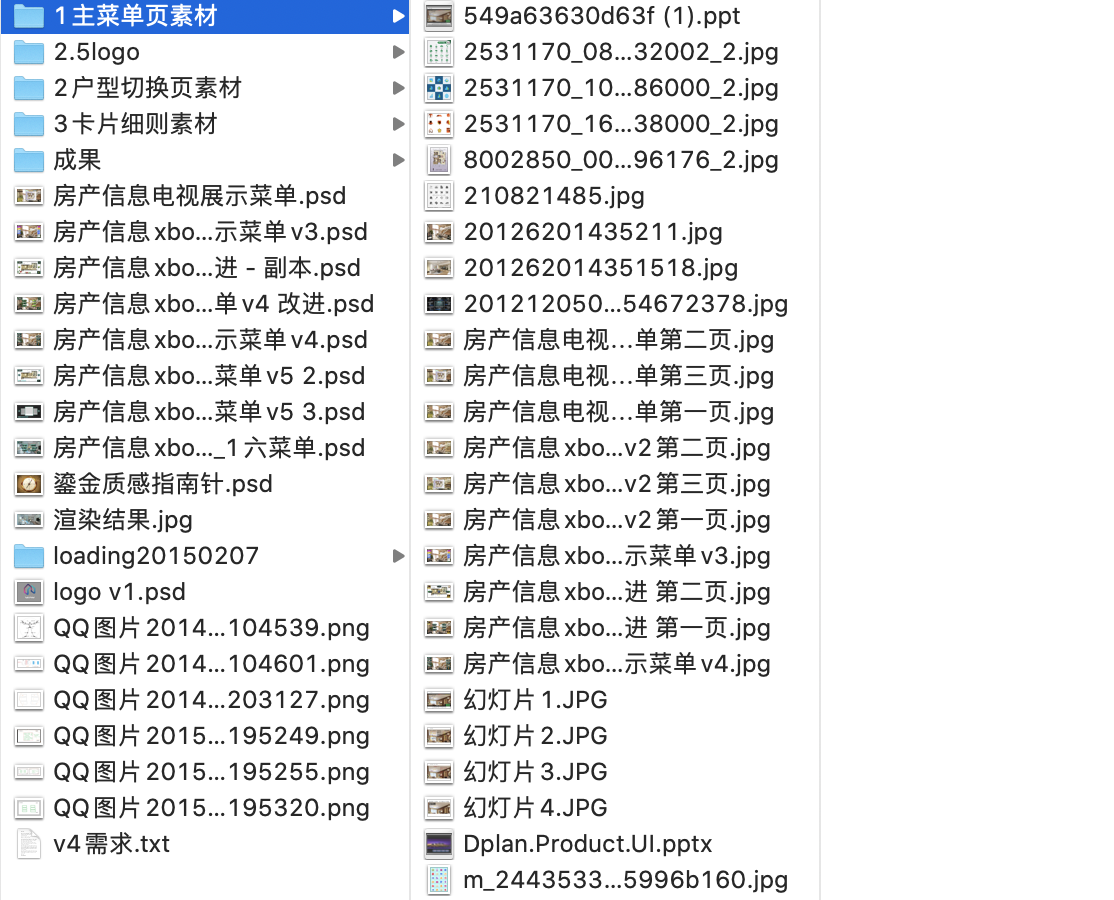 1主菜单页素材
2.5logo
2户型切换页素材
3卡片细则素材
成果
房产信息电视展示菜单.psd
房产信息xbo...示菜单v3.psd
房产信息xbo...进 - 副本.psd
房产信息xbo...单v4 改进.psd
房产信息xbo...示菜单v4.psd
房产信息xbo...菜单v5 2.psd
房产信息xbo...菜单v5 3.psd
房产信息xbo..._1六菜单.psd
鎏金质感指南针.psd
渲染结果.jpg
loading20150207
logo v1.psd
QQ图片2014...104539.png
QQ图片2014...104601.png
QQ图片2014...203127.png
QQ图片2015...195249.png
QQ图片2015...195255.png
QQ图片2015...195320.png
v4需求.txt
549a63630d63f (1).ppt
2531170_08...32002_2.jpg
2531170_10...86000_2.jpg
2531170_16...38000_2.jpg
8002850_00...96176_2.jpg
210821485.jpg
20126201435211.jpg
201262014351518.jpg
201212050...54672378.jpg
房产信息电视...单第二页.jpg
房产信息电视...单第三页.jpg
房产信息电视...单第一页.jpg
房产信息xbo...v2第二页.jpg
房产信息xbo...v2第三页.jpg
房产信息xbo...v2第一页.jpg
房产信息xbo...示菜单v3.jpg
房产信息xbo...进 第二页.jpg
房产信息xbo...进 第一页.jpg
房产信息xbo...示菜单v4.jpg
幻灯片1.JPG
幻灯片2.JPG
幻灯片3.JPG
幻灯片4.JPG
Dplan.Product.UI.pptx
m_2443533...5996b160.jpg